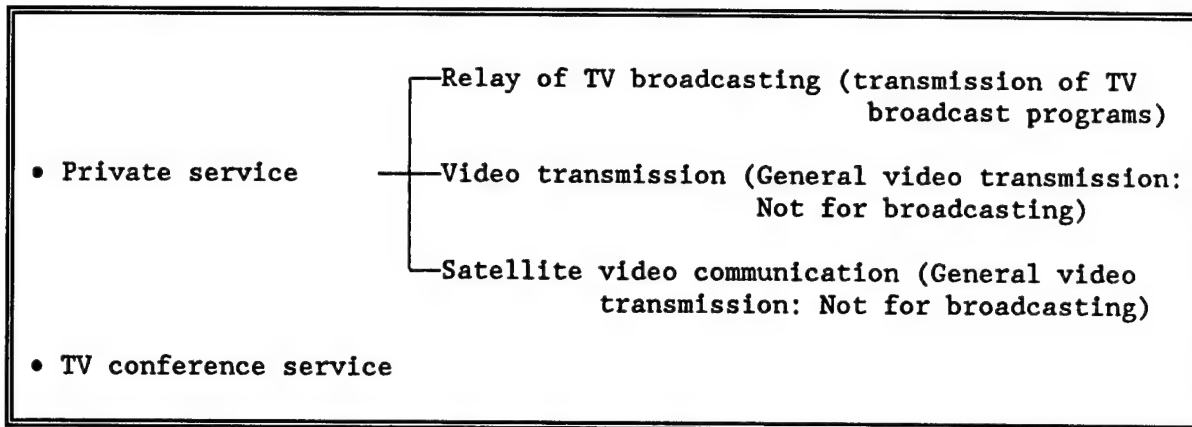 Relay of TV broadcasting (transmission of TV
broadcast programs)
• Private service
Video transmission (General video transmission:
Not for broadcasting)
Satellite video communication (General video
transmission: Not for broadcasting)
• TV conference service